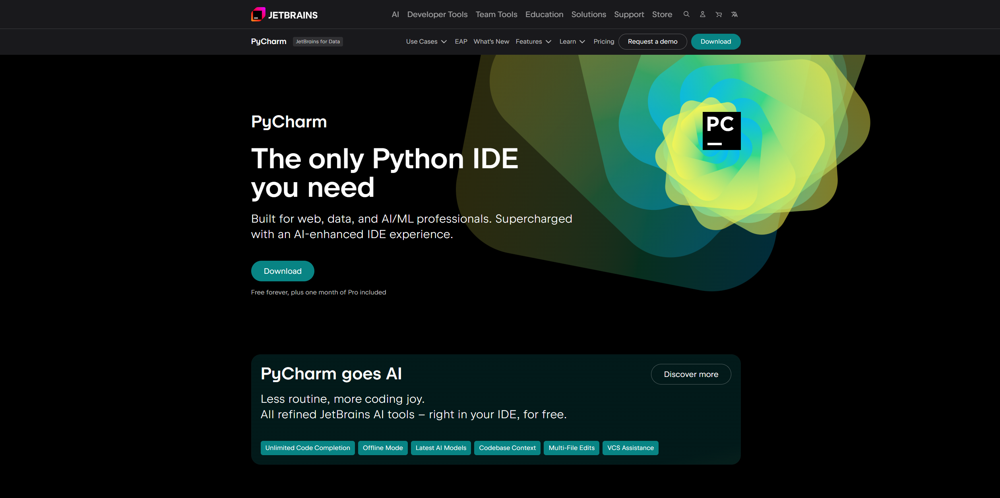 JETBRAINS
AI Developer Tools Team Tools Education Solutions Support Store
PyCharm JetBrains for Data
Use Cases EAP What's New Features Learn Pricing Request a demo Download
PC
PyCharm
The only Python IDE
you need
Built for web, data, and AI/ML professionals. Supercharged
with an AI-enhanced IDE experience.
Download
Free forever, plus one month of Pro included
PyCharm goes AI
Discover more
Less routine, more coding joy.
All refined JetBrains AI tools – right in your IDE, for free.
Unlimited Code Completion Offline Mode Latest AI Models Codebase Context Multi-File Edits VCS Assistance